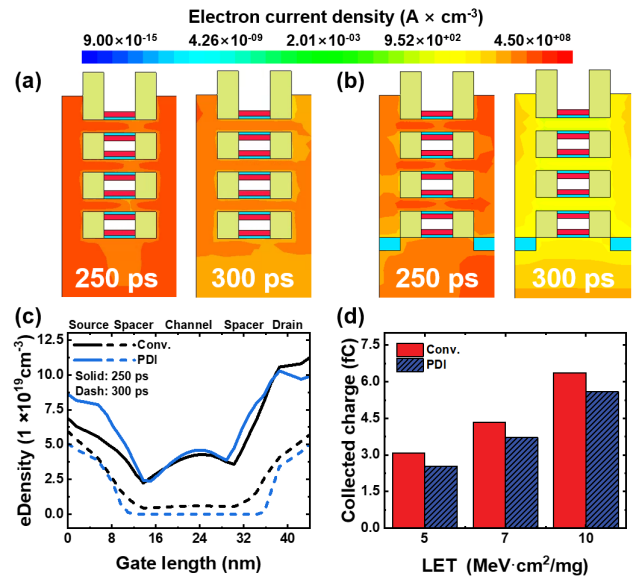 Electron current density (A × cm⁻³)
9.00×10⁻¹⁵ 4.26×10⁻⁰⁹ 2.01×10⁻⁰³ 9.52×10⁺⁰² 4.50×10⁺⁰⁸
(a) (b)
250 ps 300 ps 250 ps 300 ps
(c)
Source Spacer Channel Spacer Drain
12.5
10.0
7.5
5.0
2.5
0.0
Conv.
PDI
Solid: 250 ps
Dash: 300 ps
eDensity (1 ×10¹⁹cm⁻³)
0 8 16 24 32 40
Gate length (nm)
(d)
7.5
6.0
4.5
3.0
1.5
0.0
Conv.
PDI
Collected charge (fC)
5 7 10
LET (MeV·cm²/mg)